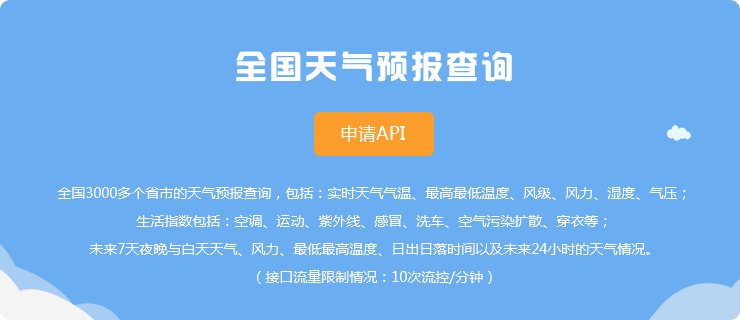 全国天气预报查询
申请API
全国3000多个省市的天气预报查询，包括：实时天气气温、最高最低温度、风级、风力、湿度、气压；
生活指数包括：空调、运动、紫外线、感冒、洗车、空气污染扩散、穿衣等；
未来7天夜晚与白天天气、风力、最低最高温度、日出日落时间以及未来24小时的天气情况。
（接口流量限制情况：10次流控/分钟）